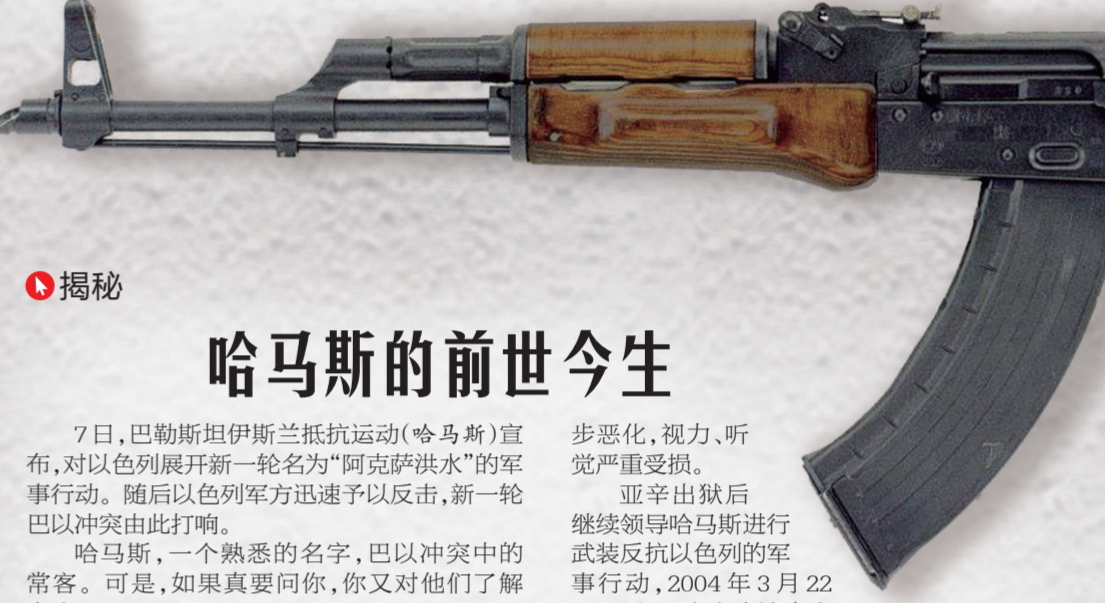 揭秘
哈马斯的前世今生
7日,巴勒斯坦伊斯兰抵抗运动(哈马斯)宣
布,对以色列展开新一轮名为“阿克萨洪水”的军
事行动。随后以色列军方迅速予以反击,新一轮
巴以冲突由此打响。
哈马斯,一个熟悉的名字,巴以冲突中的
常客。可是,如果真要问你,你又对他们了解
步恶化,视力、听
觉严重受损。
亚辛出狱后
继续领导哈马斯进行
武装反抗以色列的军
事行动,2004年3月22